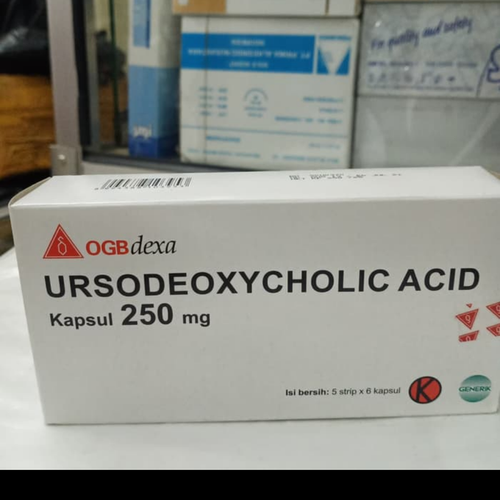 For quality and safety
OGBdexa
URSODEOXYCHOLIC ACID
Kapsul 250 mg
Isi bersih: 5 strip x 6 kapsul
K
GENERIK